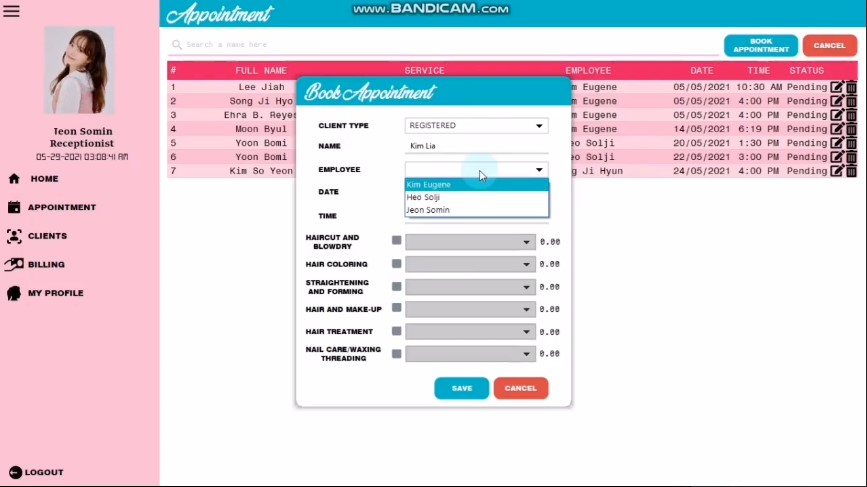 www.BANDICAM.com
Appointment
Search a name here
BOOK APPOINTMENT
CANCEL
# FULL NAME SERVICE EMPLOYEE DATE TIME STATUS
1 Lee Jiah m Eugene 05/05/2021 10:30 AM Pending
2 Song Ji Hyo m Eugene 05/05/2021 4:00 PM Pending
3 Ehra B. Reyes m Eugene 05/05/2021 4:00 PM Pending
4 Moon Byul m Eugene 14/05/2021 6:19 PM Pending
5 Yoon Bomi eo Solji 20/05/2021 1:30 PM Pending
6 Yoon Bomi eo Solji 22/05/2021 3:00 PM Pending
7 Kim So Yeon g Ji Hyun 24/05/2021 4:00 PM Pending
Jeon Somin
Receptionist
05-29-2021 03:08:41 AM
HOME
APPOINTMENT
CLIENTS
BILLING
MY PROFILE
LOGOUT
Book Appointment
CLIENT TYPE REGISTERED
NAME Kim Lia
EMPLOYEE
Kim Eugene
Heo Solji
Jeon Somin
DATE
TIME
HAIRCUT AND
BLOWDRY 0.00
HAIR COLORING 0.00
STRAIGHTENING
AND FORMING 0.00
HAIR AND MAKE-UP 0.00
HAIR TREATMENT 0.00
NAIL CARE/WAXING
THREADING 0.00
SAVE
CANCEL